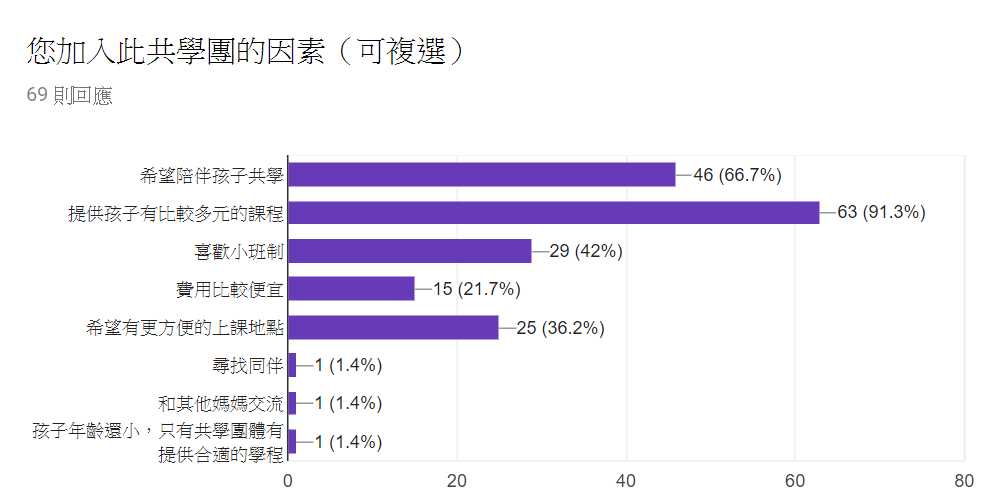 您加入此共學團的因素（可複選）
69 則回應
希望陪伴孩子共學
46 (66.7%)
提供孩子有比較多元的課程
63 (91.3%)
喜歡小班制
29 (42%)
費用比較便宜
15 (21.7%)
希望有更方便的上課地點
25 (36.2%)
尋找同伴
1 (1.4%)
和其他媽媽交流
1 (1.4%)
孩子年齡還小，只有共學團體有
提供合適的學程
1 (1.4%)
0
20
40
60
80